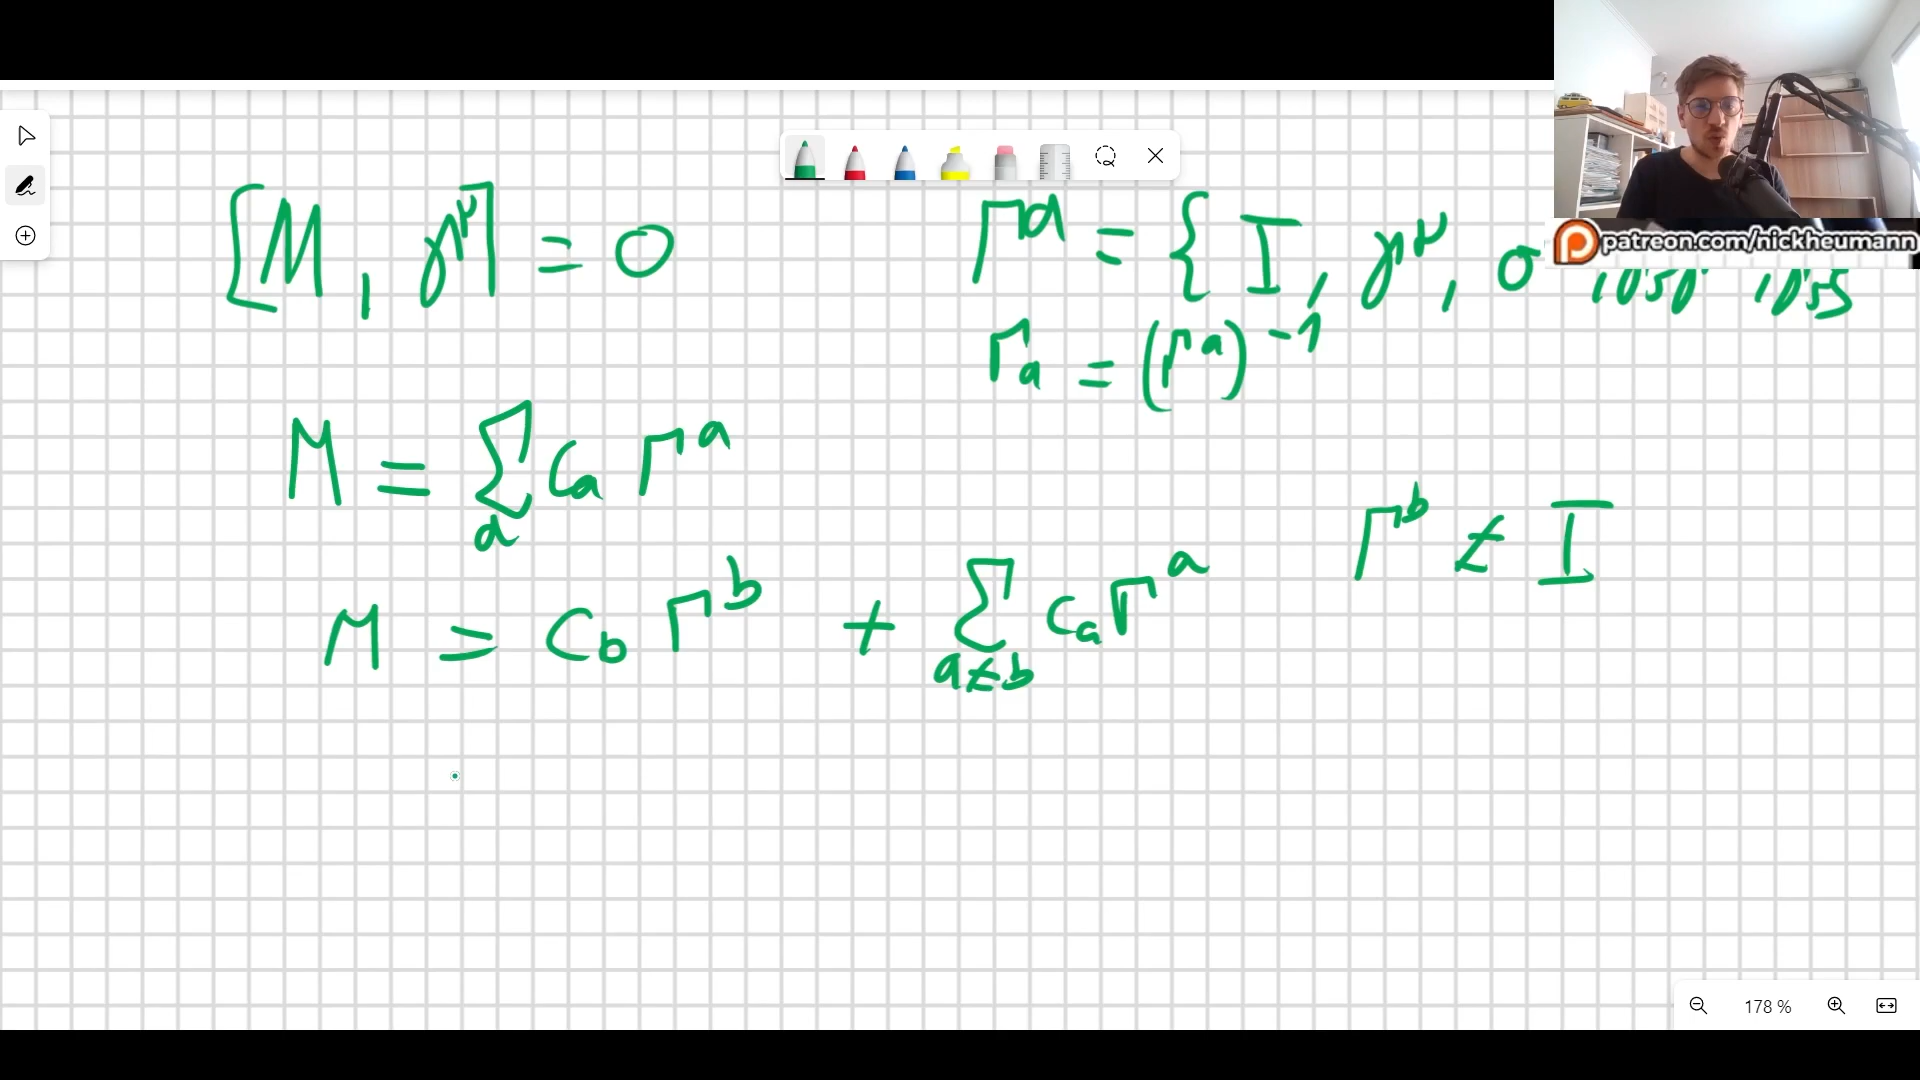 [M, γ^μ] = 0
Γ^a = { I, γ^μ, σ
patreon.com/nickheumann
Γ_a = (Γ^a)^-1
M = Σ_a C_a Γ^a
Γ^b ≠ I
M = C_b Γ^b + Σ_{a≠b} C_a Γ^a
178 %